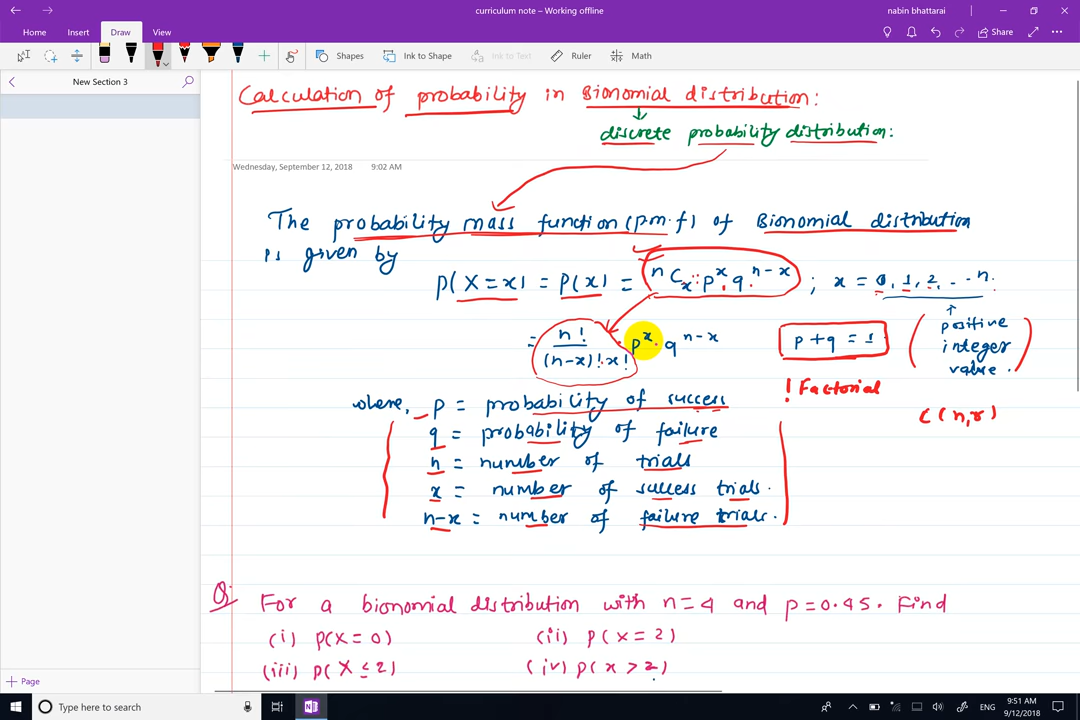 curriculum note – Working offline
nabin bhattarai
Home Insert Draw View
Share
Shapes
Ink to Shape
Ink to Text
Ruler
Math
New Section 3
Calculation of probability in Bionomial distribution:
discrete probability distribution:
Wednesday, September 12, 2018 9:02 AM
The probability mass function (p.m.f) of Bionomial distribution
is given by
p(X=x) = p(x) = nCx · p^x q^n-x ; x = 0, 1, 2, ... n.
= n! / (n-x)! · x! · p^x · q^n-x
p + q = 1
(positive
integer
value.)
! Factorial
C(n,r)
where, p = probability of success
q = probability of failure
n = number of trials
x = number of success trials.
n-x = number of failure trials.
Q: For a bionomial distribution with n=4 and p=0.45. Find
(i) p(X=0) (ii) p(x=2)
(iii) p(X ≤ 2) (iv) p(x > 2)
Page
Type here to search
ENG
9:51 AM
9/12/2018